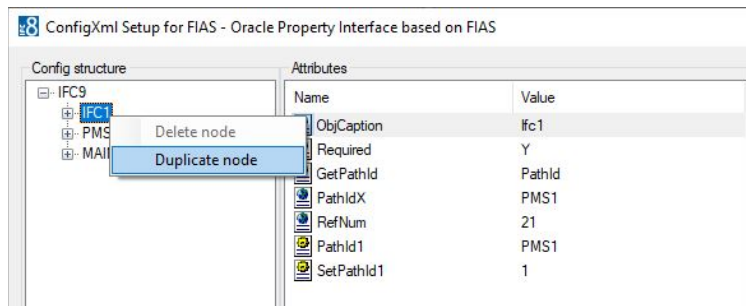 ConfigXml Setup for FIAS - Oracle Property Interface based on FIAS
Config structure
IFC9
IFC1
PMS
MAI
Delete node
Duplicate node
Attributes
Name Value
ObjCaption Ifc1
Required Y
GetPathId PathId
PathIdX PMS1
RefNum 21
PathId1 PMS1
SetPathId1 1